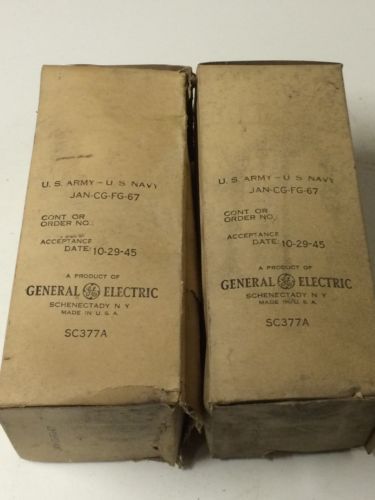 U. S. ARMY - U. S. NAVY
JAN-CG-FG-67
CONT OR
ORDER NO.:
ACCEPTANCE
DATE: 10-29-45
A PRODUCT OF
GENERAL GE ELECTRIC
SCHENECTADY N Y
MADE IN U. S. A.
SC377A
U. S. ARMY - U. S. NAVY
JAN-CG-FG-67
CONT OR
ORDER NO.
ACCEPTANCE
DATE: 10-29-45
A PRODUCT OF
GENERAL GE ELECTRIC
SCHENECTADY N Y
MADE IN U. S. A.
SC377A